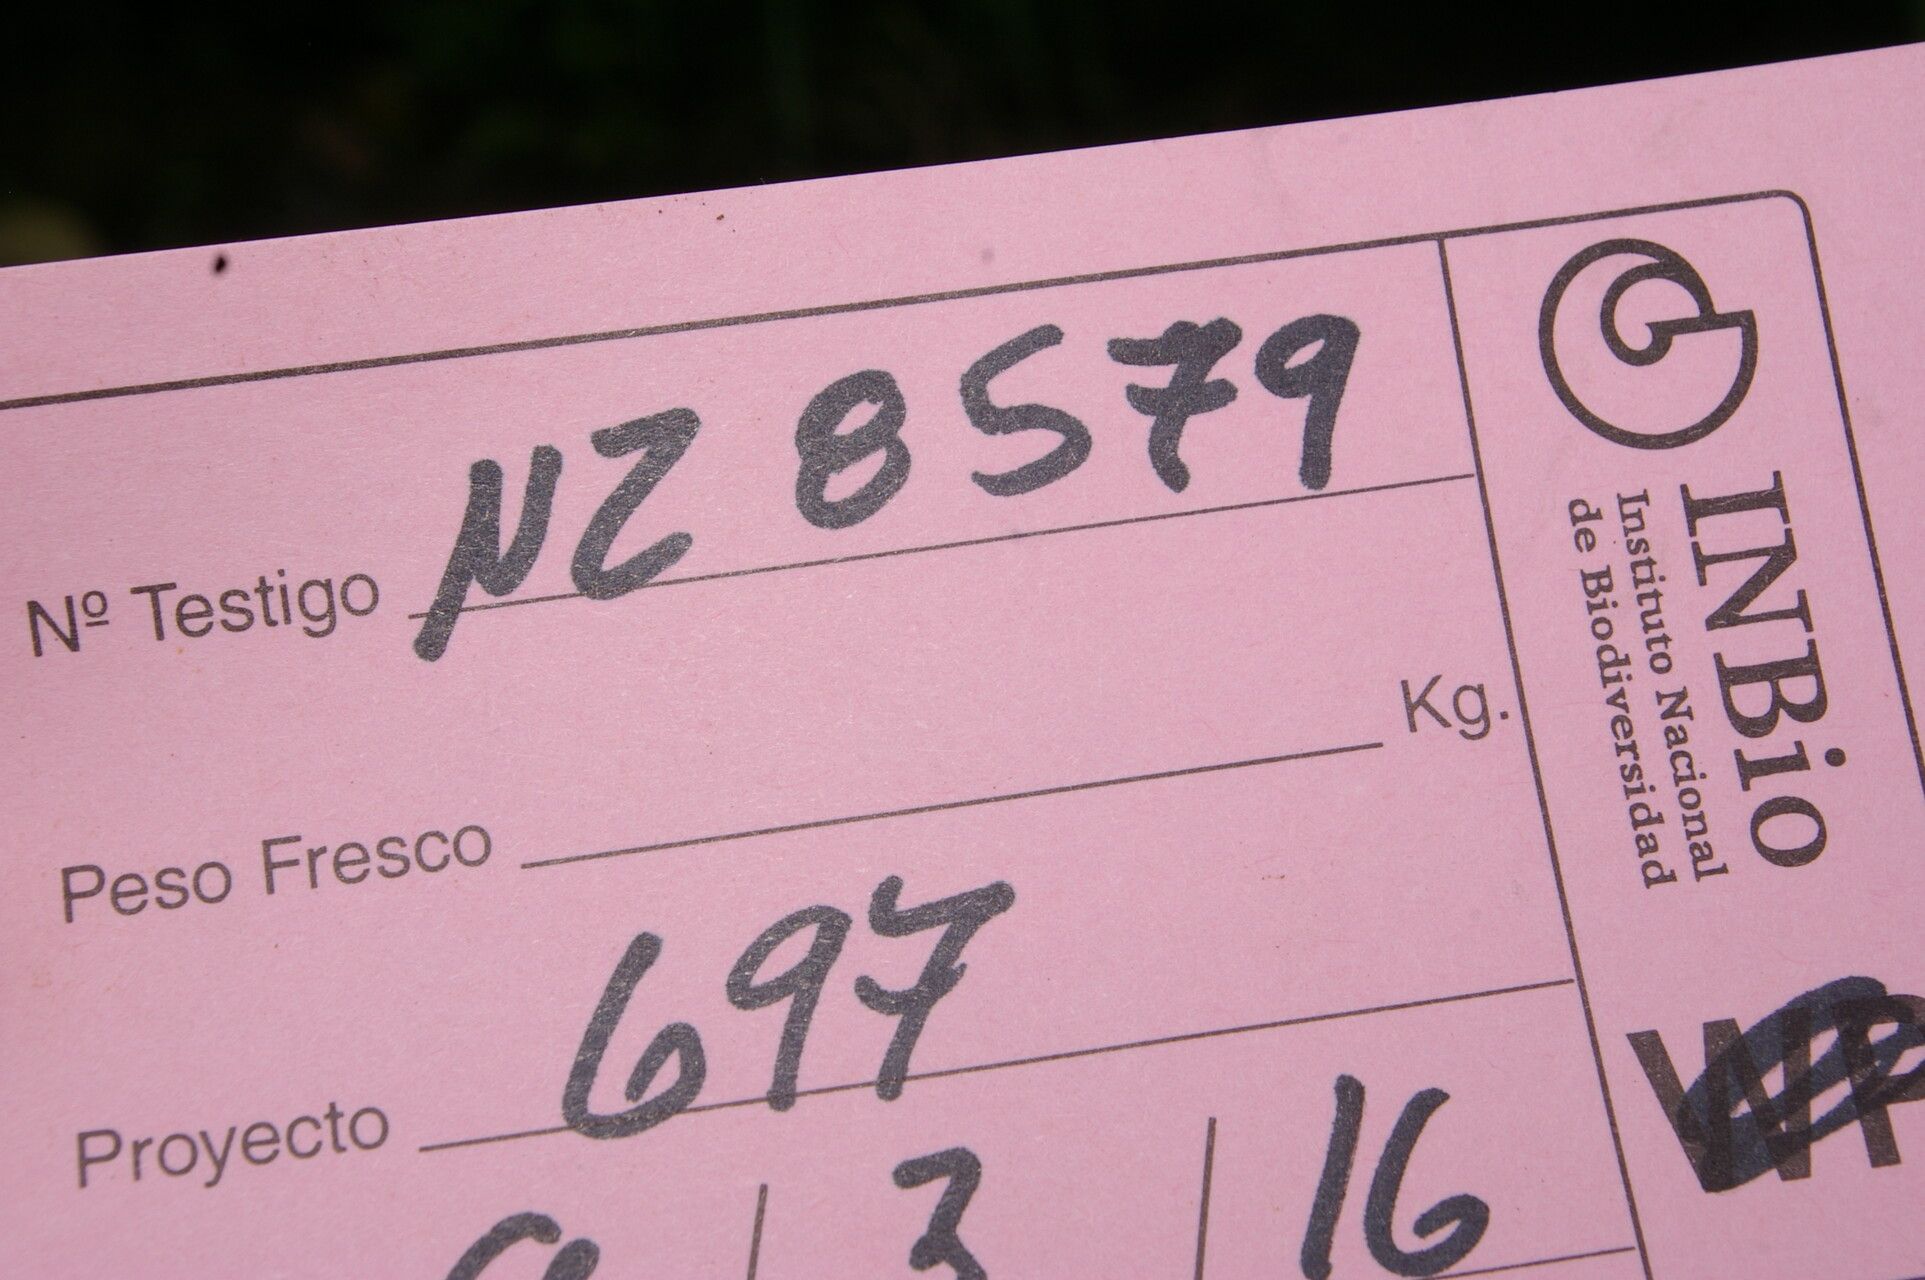 Nº Testigo NZ 8579
Peso Fresco Kg.
Proyecto 697
3 16
INBio
Instituto Nacional
de Biodiversidad